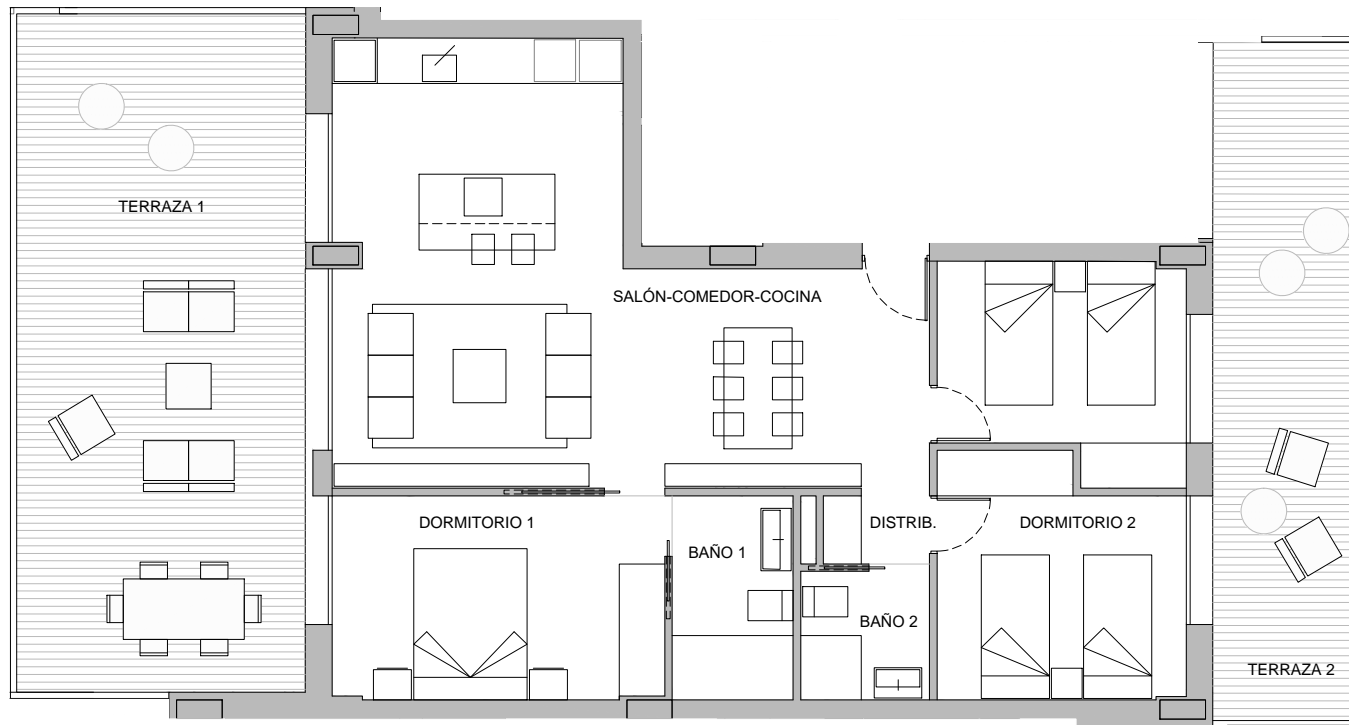 TERRAZA 1
SALÓN-COMEDOR-COCINA
DORMITORIO 1
BAÑO 1
DISTRIB.
DORMITORIO 2
BAÑO 2
TERRAZA 2